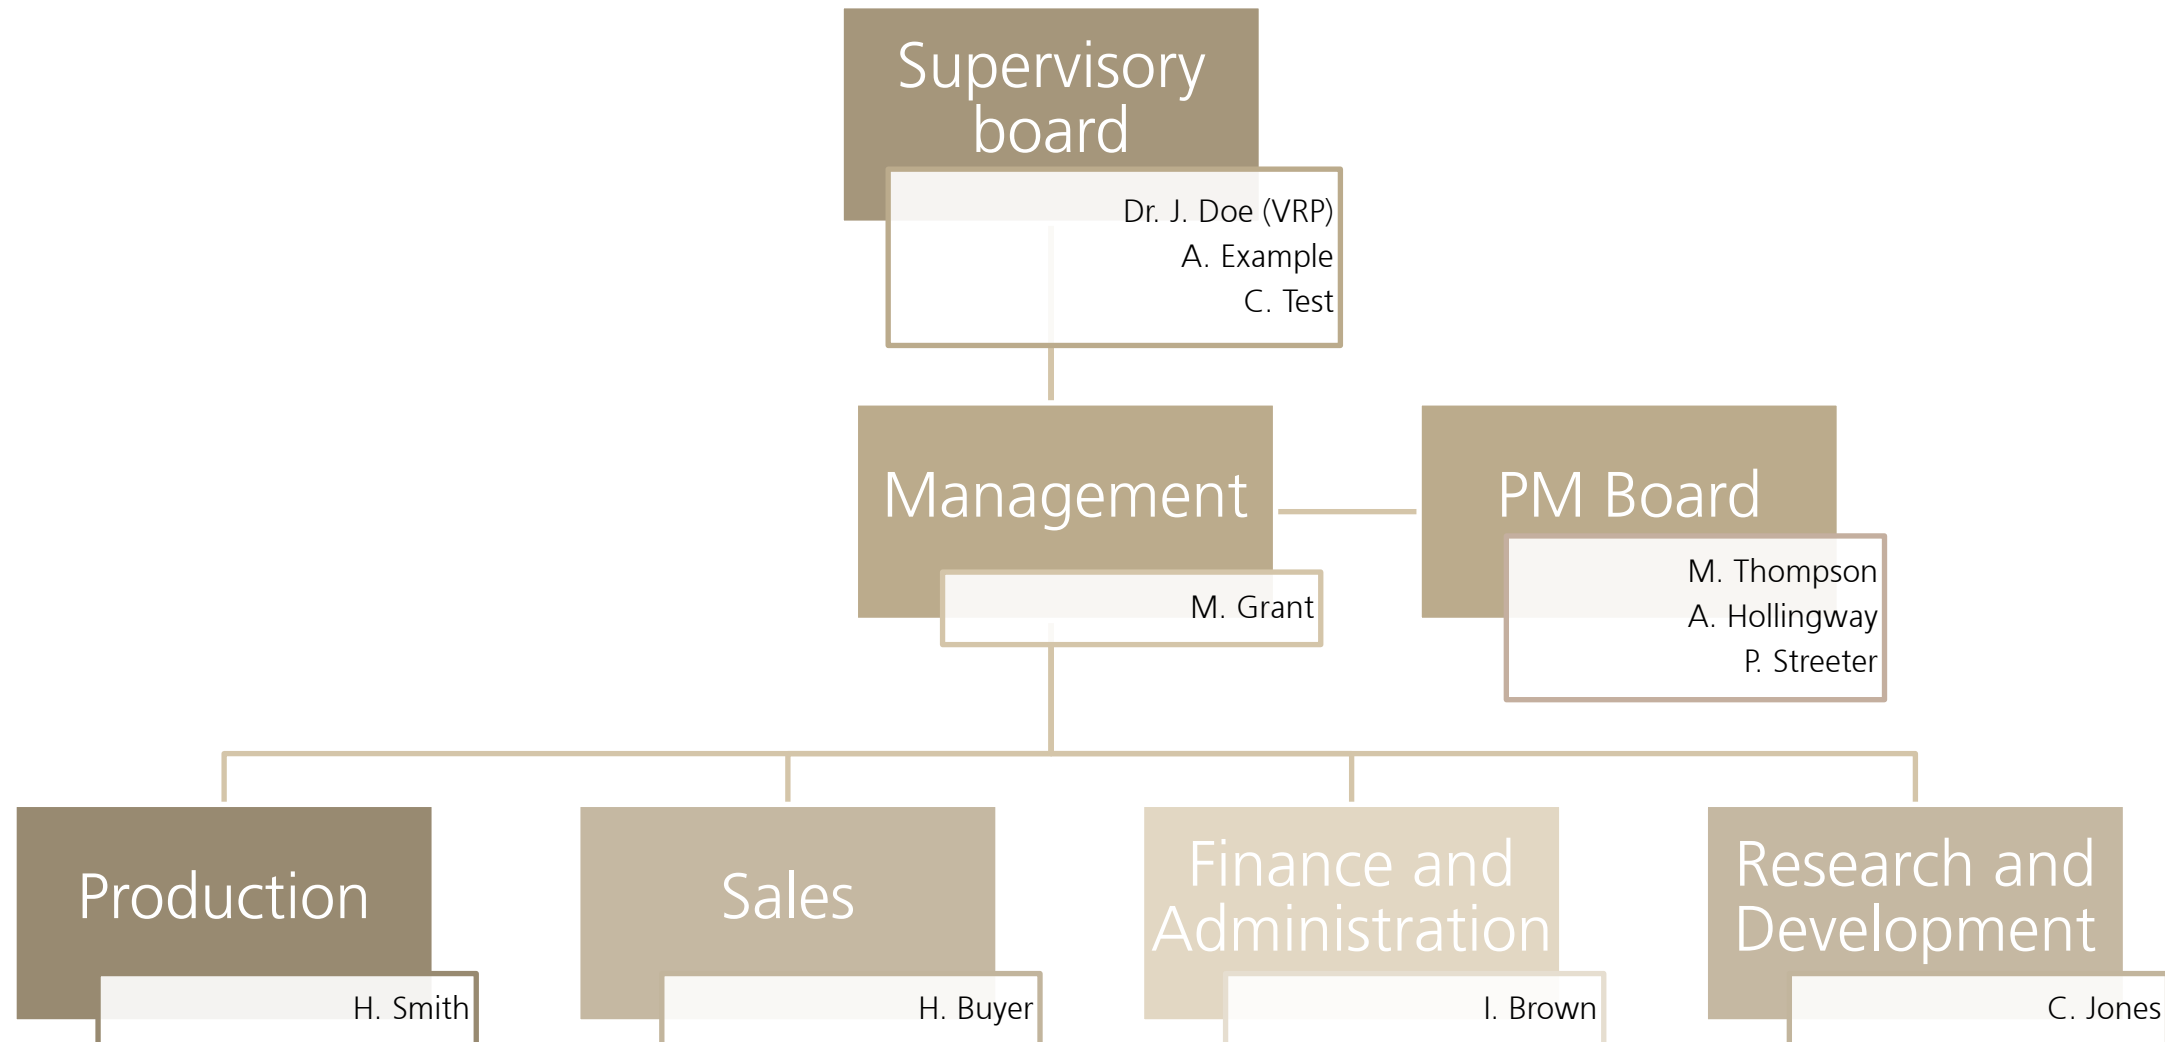 Supervisory
board
Dr. J. Doe (VRP)
A. Example
C. Test
Management
M. Grant
PM Board
M. Thompson
A. Hollingway
P. Streeter
Production
H. Smith
Sales
H. Buyer
Finance and
Administration
I. Brown
Research and
Development
C. Jones